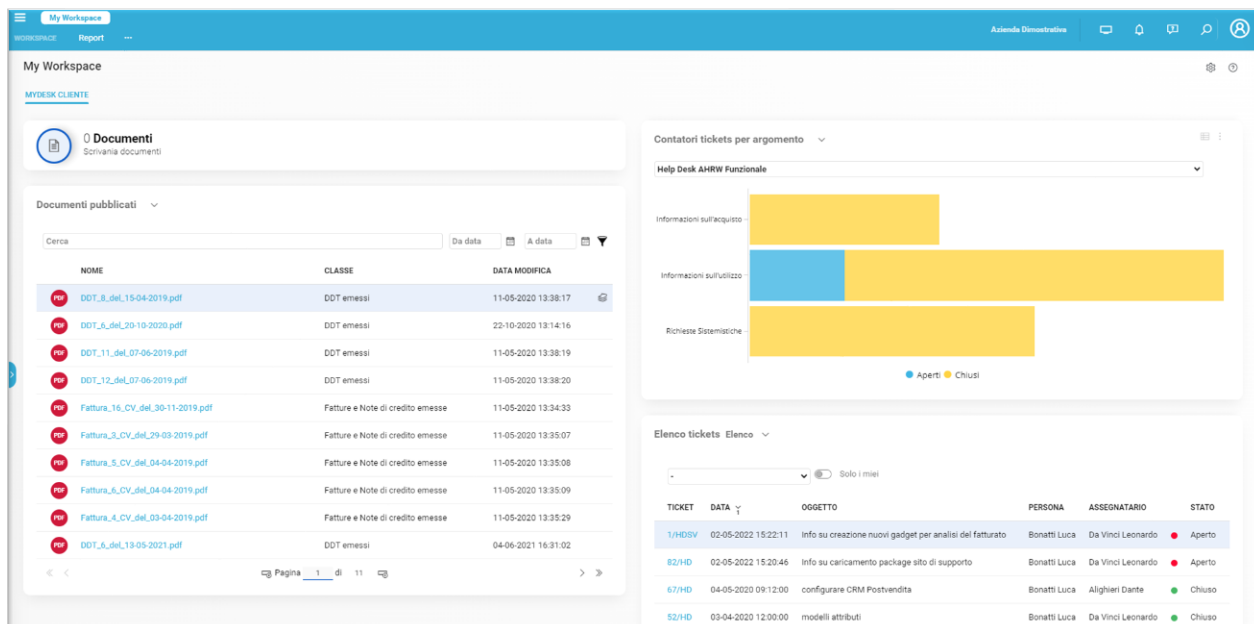 My Workspace
WORKSPACE Report ...
Azienda Dimostrativa
My Workspace
MYDESK CLIENTE
0 Documenti
Scrivania documenti
Documenti pubblicati
Cerca Da data A data
NOME CLASSE DATA MODIFICA
PDF DDT_8_del_15-04-2019.pdf DDT emessi 11-05-2020 13:38:17
PDF DDT_6_del_20-10-2020.pdf DDT emessi 22-10-2020 13:14:16
PDF DDT_11_del_07-06-2019.pdf DDT emessi 11-05-2020 13:38:19
PDF DDT_12_del_07-06-2019.pdf DDT emessi 11-05-2020 13:38:20
PDF Fattura_16_CV_del_30-11-2019.pdf Fatture e Note di credito emesse 11-05-2020 13:34:33
PDF Fattura_3_CV_del_29-03-2019.pdf Fatture e Note di credito emesse 11-05-2020 13:35:07
PDF Fattura_5_CV_del_04-04-2019.pdf Fatture e Note di credito emesse 11-05-2020 13:35:08
PDF Fattura_6_CV_del_04-04-2019.pdf Fatture e Note di credito emesse 11-05-2020 13:35:09
PDF Fattura_4_CV_del_03-04-2019.pdf Fatture e Note di credito emesse 11-05-2020 13:35:29
PDF DDT_6_del_13-05-2021.pdf DDT emessi 04-06-2021 16:31:02
Pagina 1 di 11
Contatori tickets per argomento
Help Desk AHRW Funzionale
Informazioni sull'acquisto
Informazioni sull'utilizzo
Richieste Sistemistiche
Aperti Chiusi
Elenco tickets Elenco
- Solo i miei
TICKET DATA 1 OGGETTO PERSONA ASSEGNATARIO STATO
1/HDSV 02-05-2022 15:22:11 Info su creazione nuovi gadget per analisi del fatturato Bonatti Luca Da Vinci Leonardo Aperto
82/HD 02-05-2022 15:20:46 Info su caricamento package sito di supporto Bonatti Luca Da Vinci Leonardo Aperto
67/HD 04-05-2020 09:12:00 configurare CRM Postvendita Bonatti Luca Alighieri Dante Chiuso
52/HD 03-04-2020 12:00:00 modelli attributi Bonatti Luca Da Vinci Leonardo Chiuso